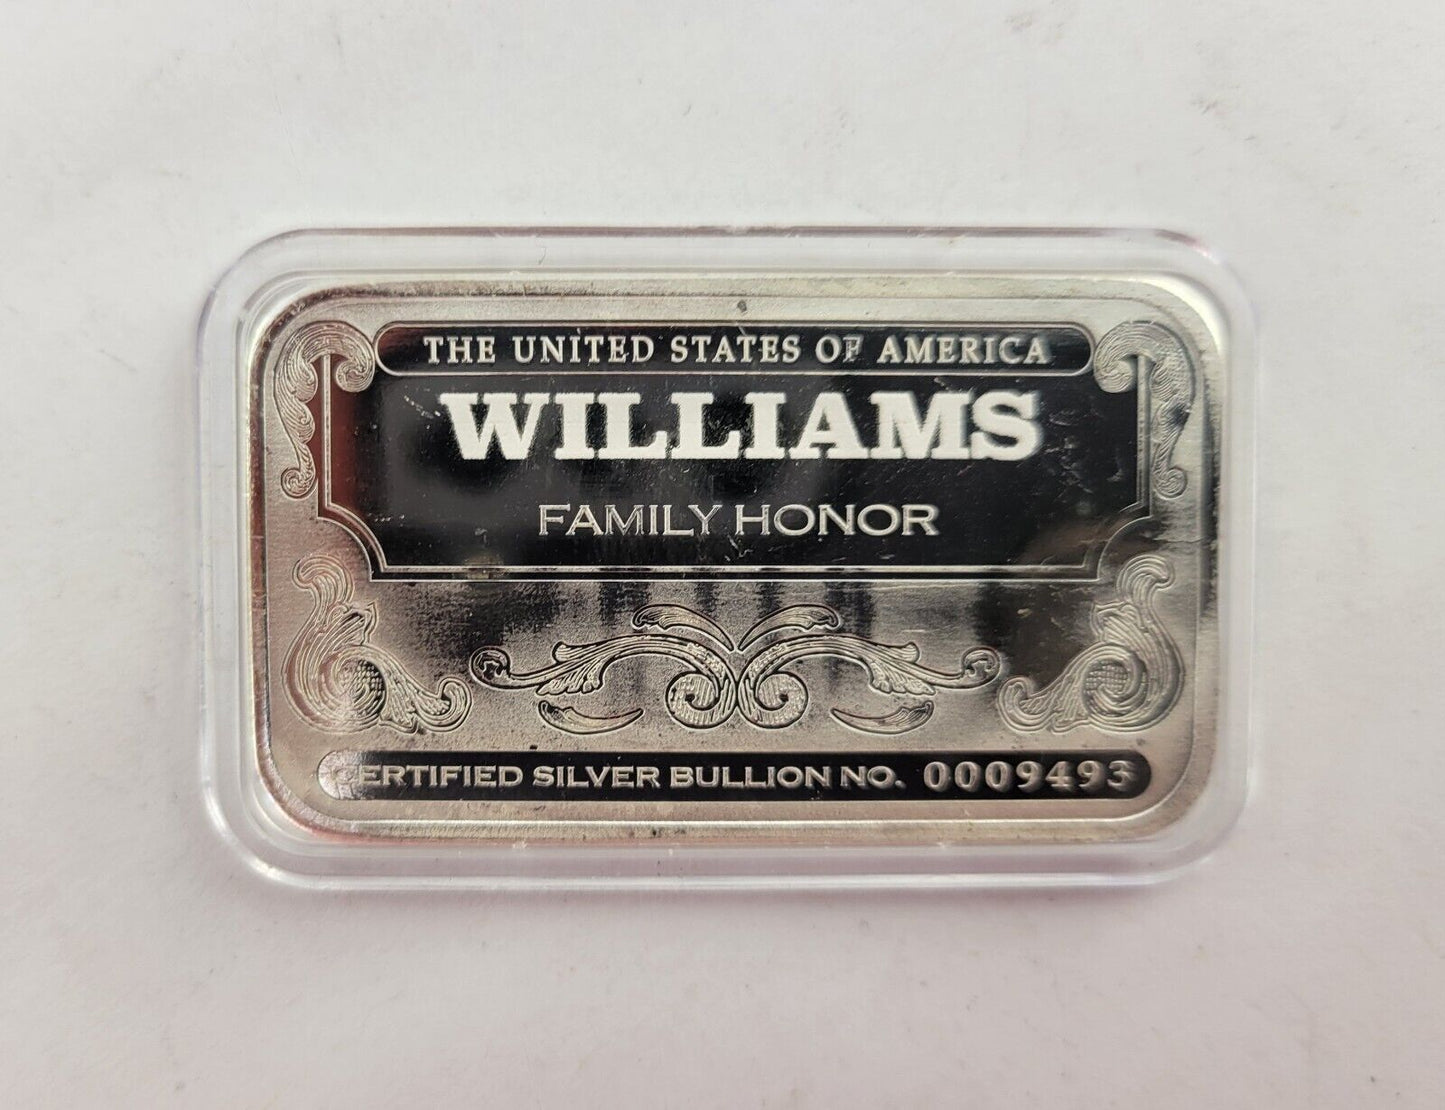 THE UNITED STATES OF AMERICA
WILLIAMS
FAMILY HONOR
CERTIFIED SILVER BULLION NO. 0009493